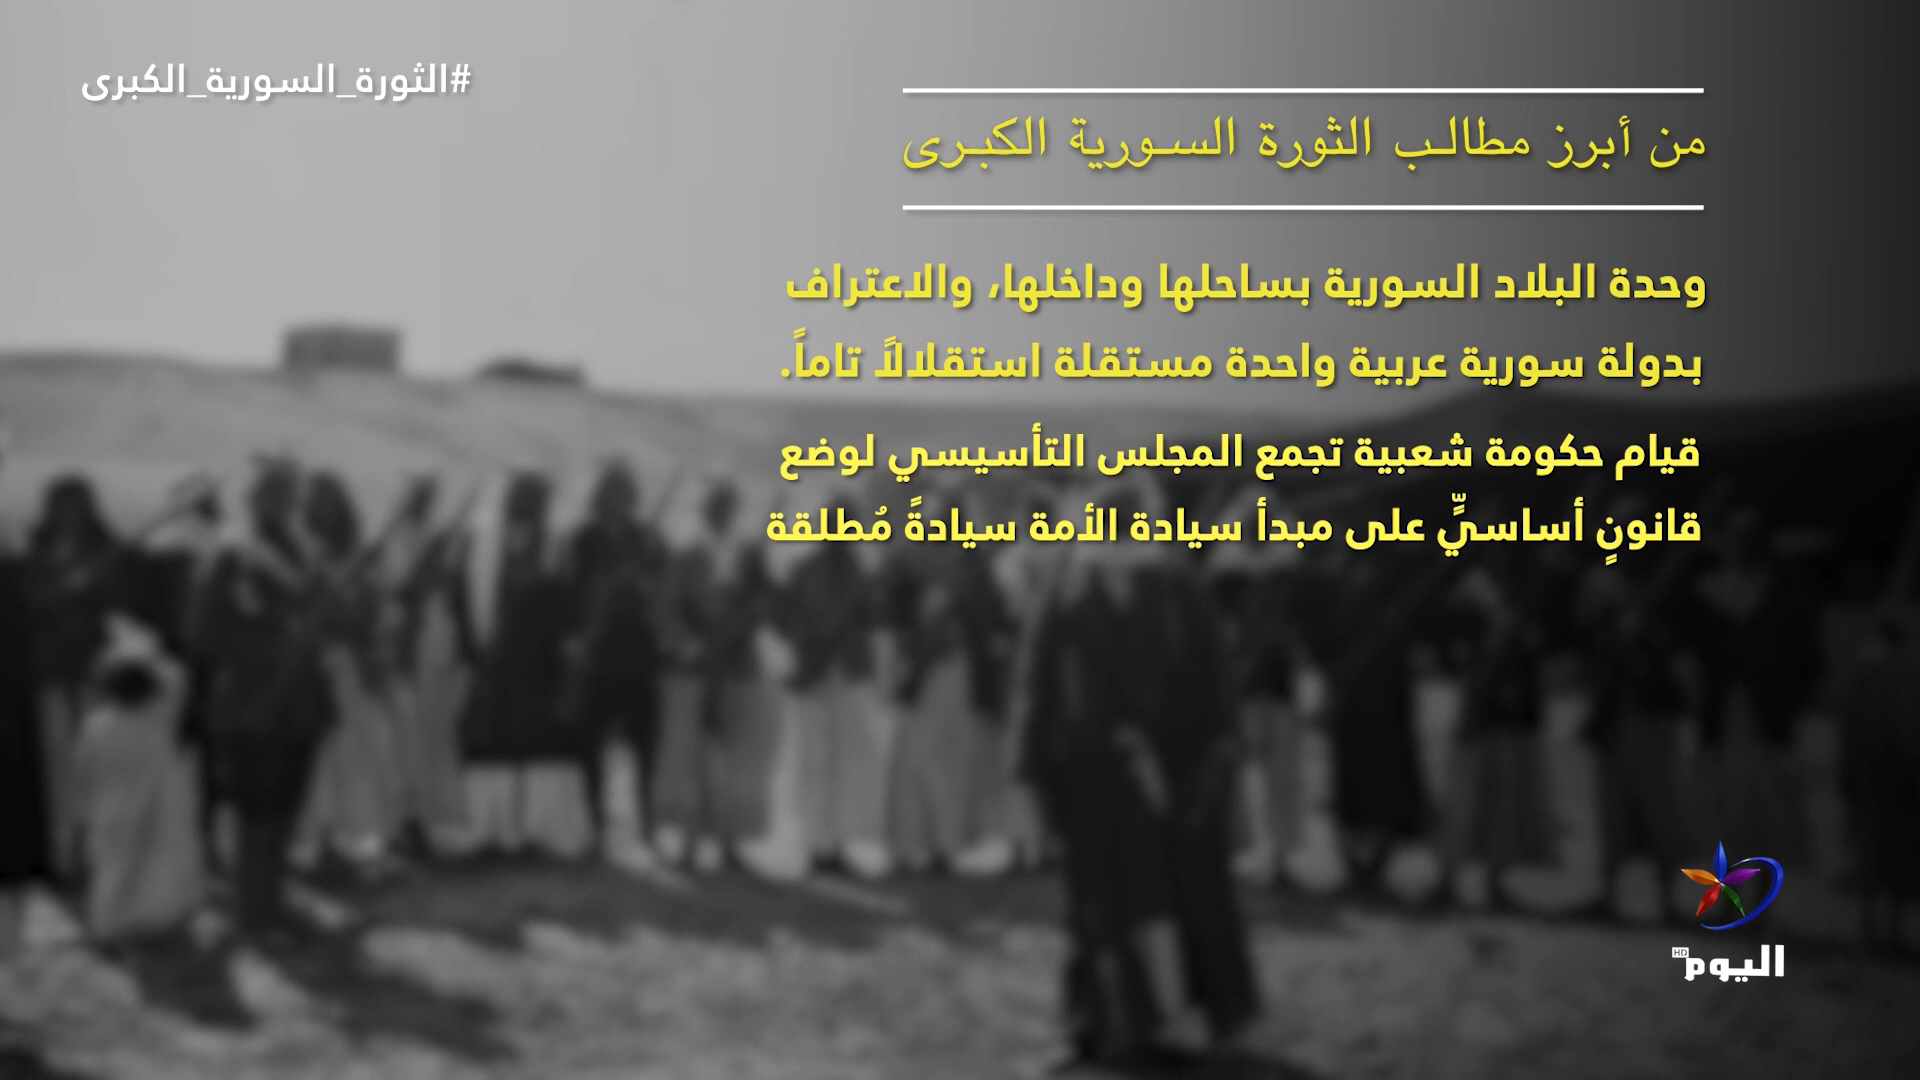 #الثورة_السورية_الكبرى
من أبرز مطالب الثورة السورية الكبرى
وحدة البلاد السورية بساحلها وداخلها، والاعتراف
بدولة سورية عربية واحدة مستقلة استقلالاً تاماً.
قيام حكومة شعبية تجمع المجلس التأسيسي لوضع
قانونٍ أساسيٍّ على مبدأ سيادة الأمة سيادةً مُطلقة
اليوم HD